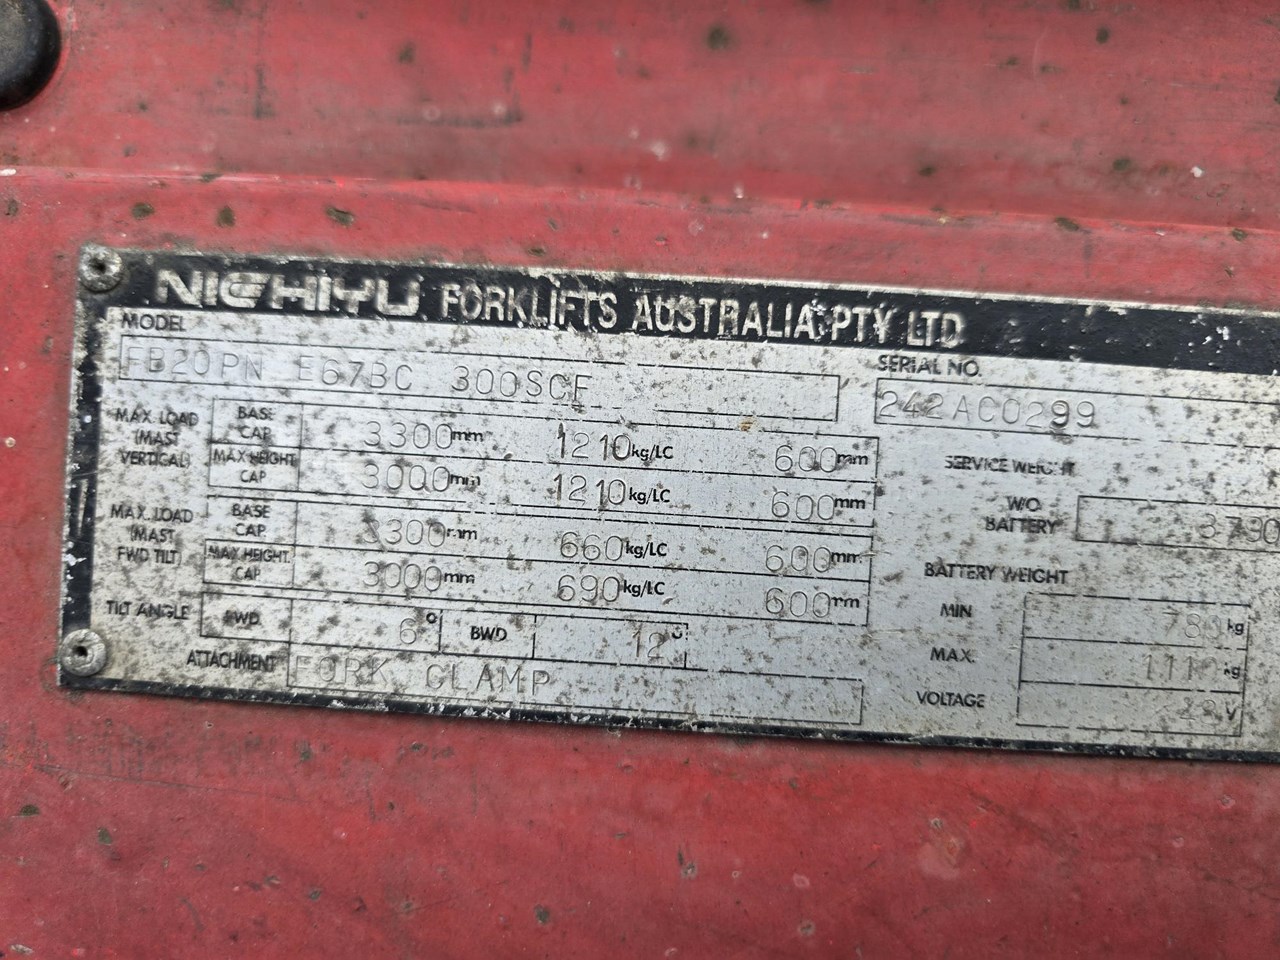 NICHIYU FORKLIFTS AUSTRALIA PTY LTD
MODEL
FB20PN E67BC 300SCF
SERIAL NO.
242AC0299
MAX. LOAD (MAST VERTICAL)
BASE CAP. 3300mm 1210kg/LC 600mm
MAX HEIGHT CAP 3000mm 1210kg/LC 600mm
MAX. LOAD (MAST FWD TILT)
BASE CAP. 3300mm 660kg/LC 600mm
MAX. HEIGHT. CAP. 3000mm 690kg/LC 600mm
TILT ANGLE FWD. 6° BWD 12°
ATTACHMENT FORK CLAMP
SERVICE WEIGHT
W/O BATTERY
BATTERY WEIGHT
MIN kg
MAX. kg
VOLTAGE V